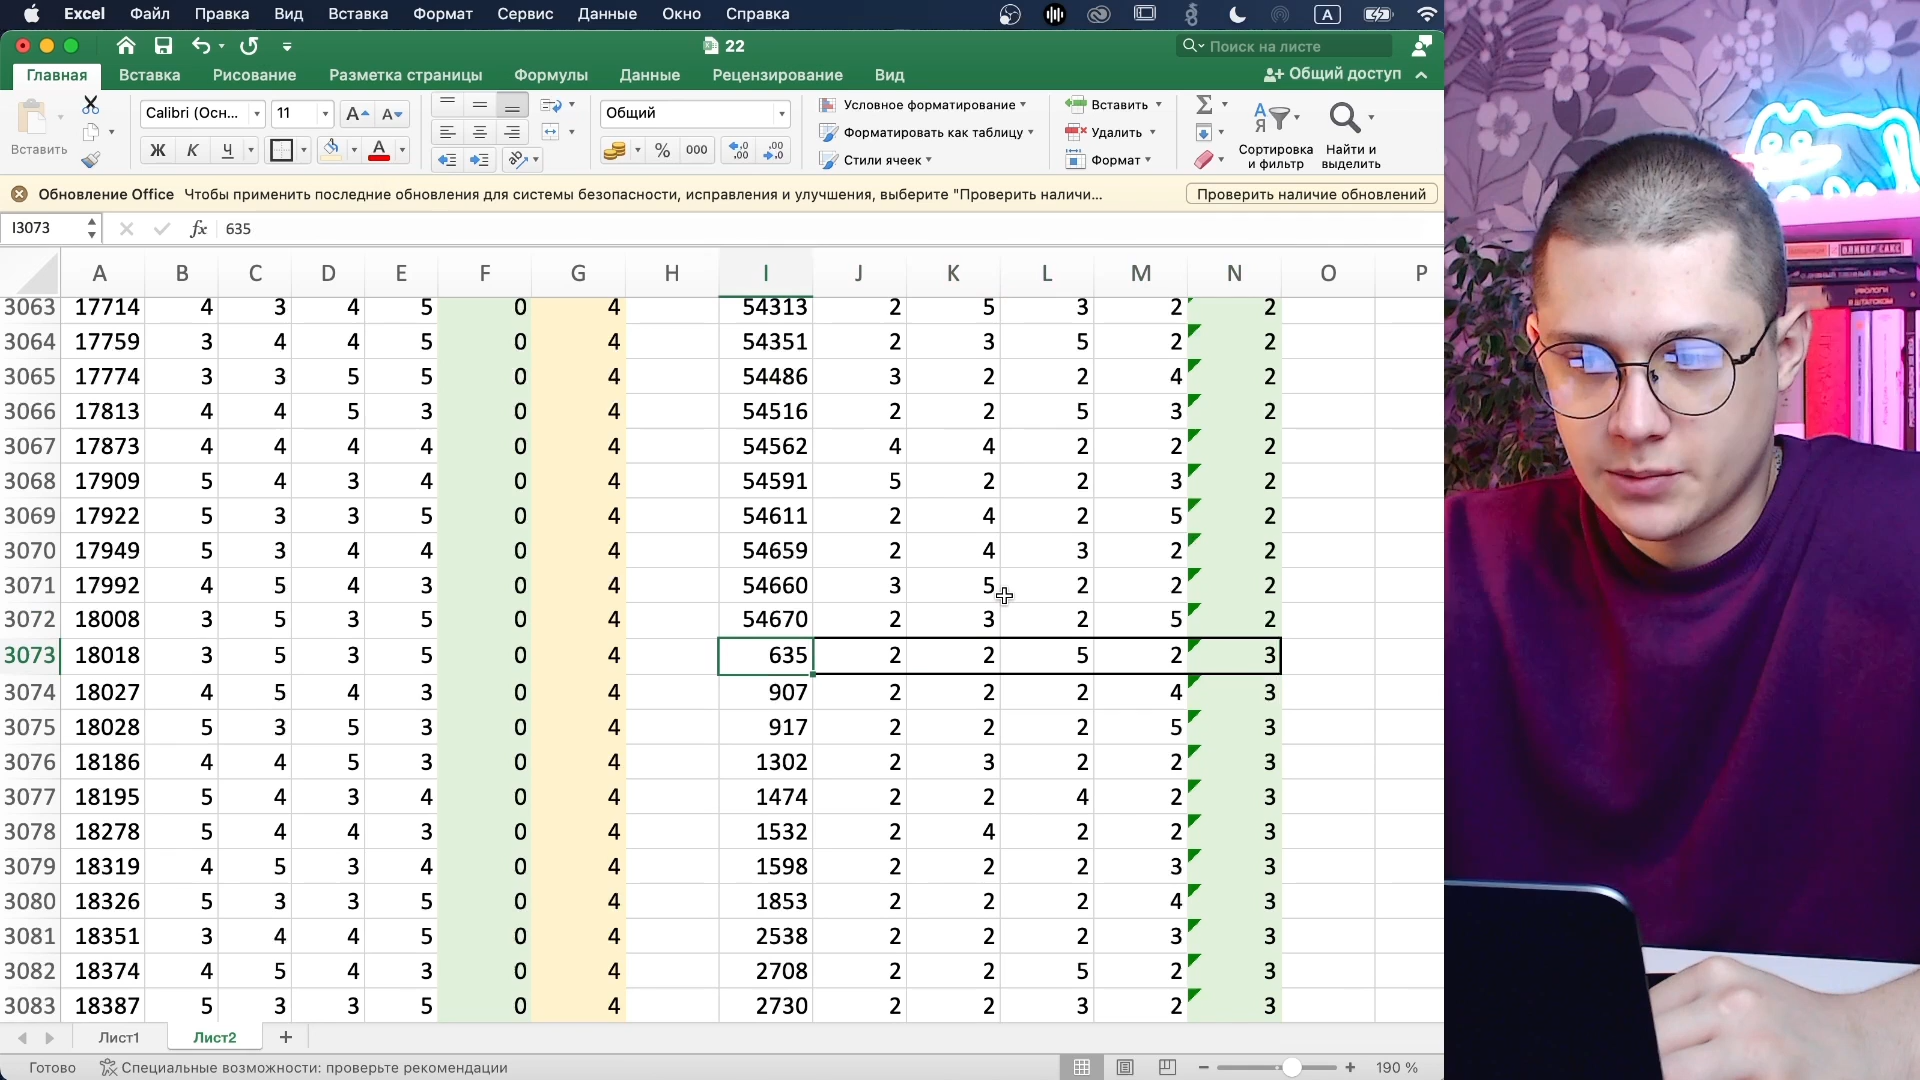 Excel Файл Правка Вид Вставка Формат Сервис Данные Окно Справка A
22
Поиск на листе
Главная Вставка Рисование Разметка страницы Формулы Данные Рецензирование Вид Общий доступ
Вставить
Calibri (Осн... 11
Ж К Ч
Общий
% 000
Условное форматирование
Форматировать как таблицу
Стили ячеек
Вставить
Удалить
Формат
Сортировка и фильтр
Найти и выделить
Обновление Office Чтобы применить последние обновления для системы безопасности, исправления и улучшения, выберите "Проверить наличи... Проверить наличие обновлений
I3073 fx 635
A B C D E F G H I J K L M N O P
3063 17714 4 3 4 5 0 4 54313 2 5 3 2 2
3064 17759 3 4 4 5 0 4 54351 2 3 5 2 2
3065 17774 3 3 5 5 0 4 54486 3 2 2 4 2
3066 17813 4 4 5 3 0 4 54516 2 2 5 3 2
3067 17873 4 4 4 4 0 4 54562 4 4 2 2 2
3068 17909 5 4 3 4 0 4 54591 5 2 2 3 2
3069 17922 5 3 3 5 0 4 54611 2 4 2 5 2
3070 17949 5 3 4 4 0 4 54659 2 4 3 2 2
3071 17992 4 5 4 3 0 4 54660 3 5 2 2 2
3072 18008 3 5 3 5 0 4 54670 2 3 2 5 2
3073 18018 3 5 3 5 0 4 635 2 2 5 2 3
3074 18027 4 5 4 3 0 4 907 2 2 2 4 3
3075 18028 5 3 5 3 0 4 917 2 2 2 5 3
3076 18186 4 4 5 3 0 4 1302 2 3 2 2 3
3077 18195 5 4 3 4 0 4 1474 2 2 4 2 3
3078 18278 5 4 4 3 0 4 1532 2 4 2 2 3
3079 18319 4 5 3 4 0 4 1598 2 2 2 3 3
3080 18326 5 3 3 5 0 4 1853 2 2 2 4 3
3081 18351 3 4 4 5 0 4 2538 2 2 2 3 3
3082 18374 4 5 4 3 0 4 2708 2 2 5 2 3
3083 18387 5 3 3 5 0 4 2730 2 2 3 2 3
Лист1 Лист2
Готово Специальные возможности: проверьте рекомендации 190 %
ОЛИВЕР САКС